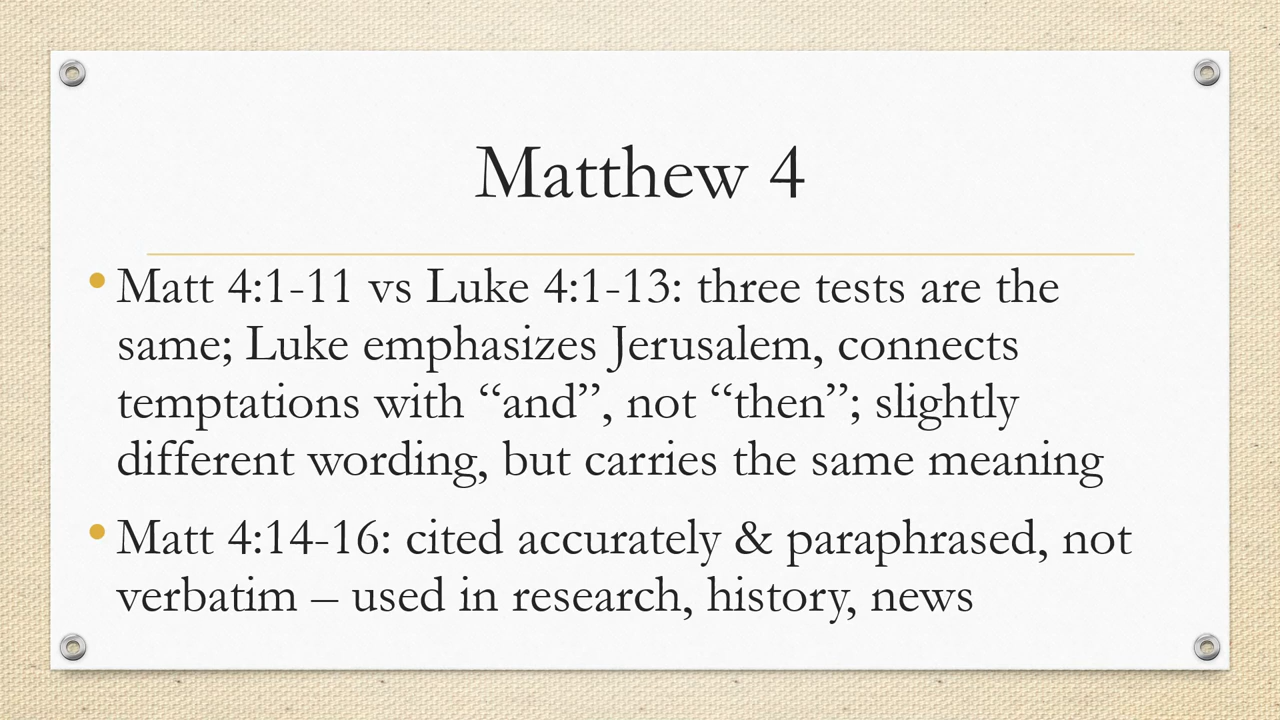 Matthew 4
• Matt 4:1-11 vs Luke 4:1-13: three tests are the
same; Luke emphasizes Jerusalem, connects
temptations with “and”, not “then”; slightly
different wording, but carries the same meaning
• Matt 4:14-16: cited accurately & paraphrased, not
verbatim – used in research, history, news